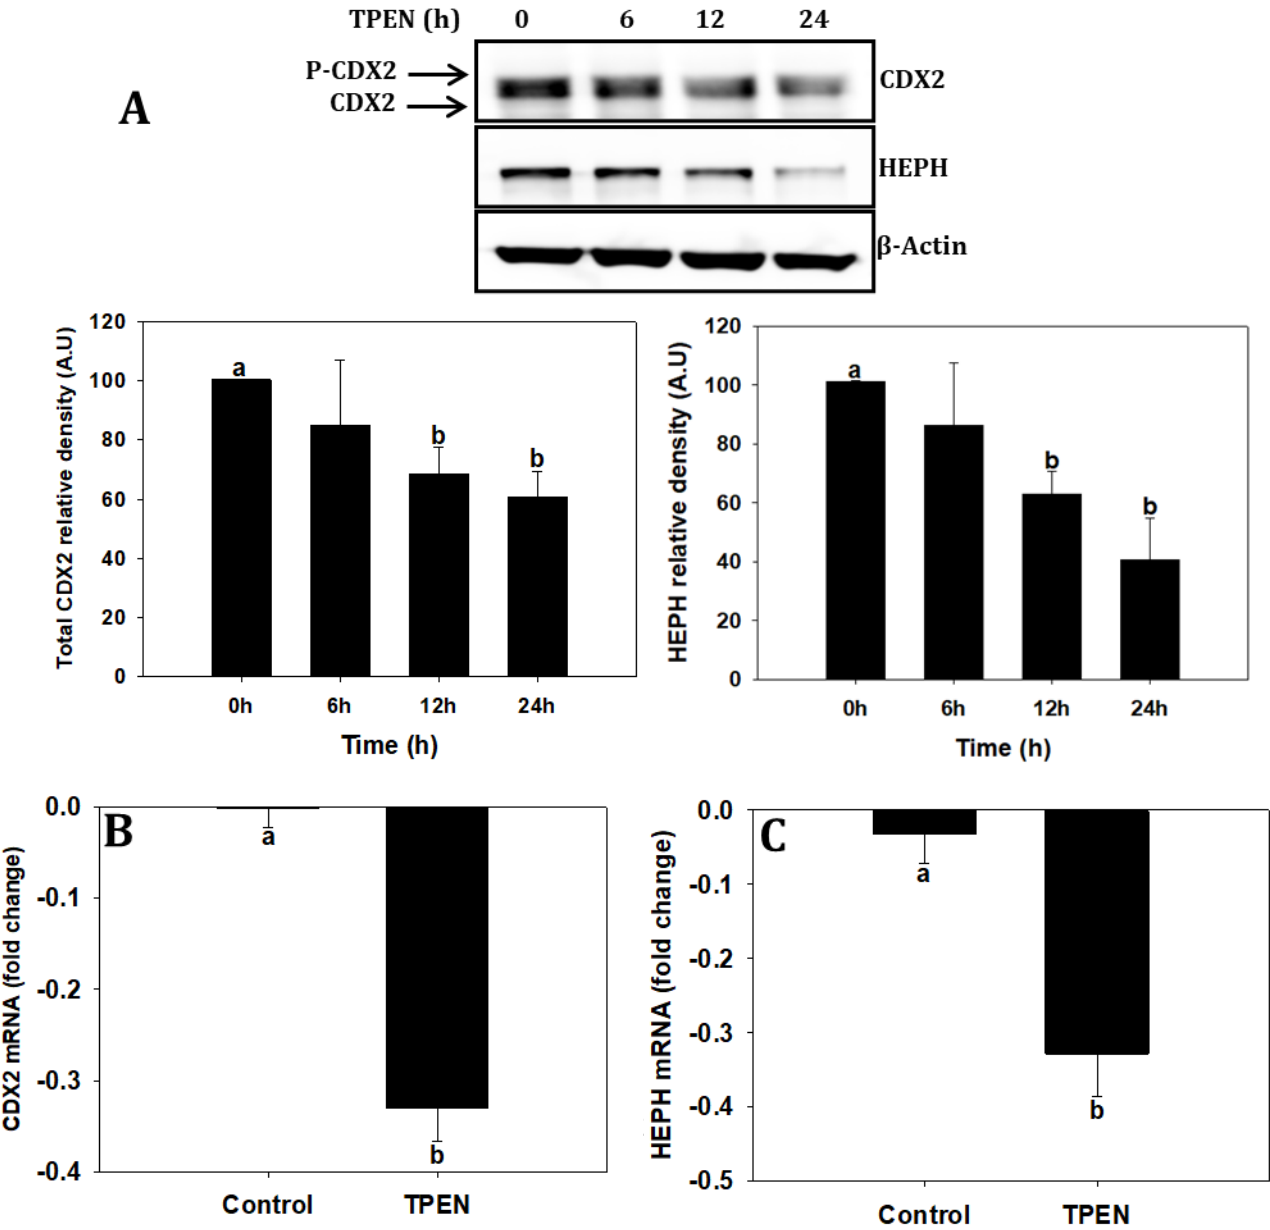 TPEN (h) 0 6 12 24
P-CDX2
CDX2
CDX2
A
HEPH
β-Actin
Total CDX2 relative density (A.U)
120
100
80
60
40
20
0
a
b
b
0h 6h 12h 24h
Time (h)
HEPH relative density (A.U)
120
100
80
60
40
20
0
a
b
b
0h 6h 12h 24h
Time (h)
B
CDX2 mRNA (fold change)
0.0
-0.1
-0.2
-0.3
-0.4
a
b
Control TPEN
C
HEPH mRNA (fold change)
0.0
-0.1
-0.2
-0.3
-0.4
-0.5
a
b
Control TPEN